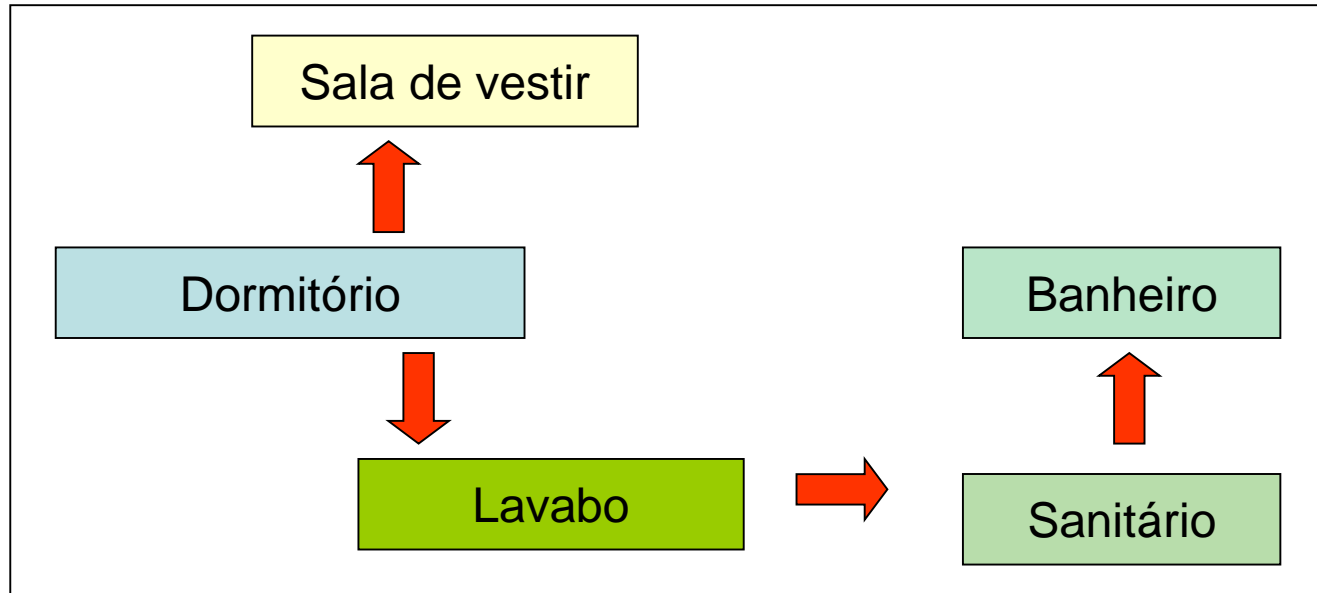 Sala de vestir
Dormitório
Banheiro
Lavabo
Sanitário